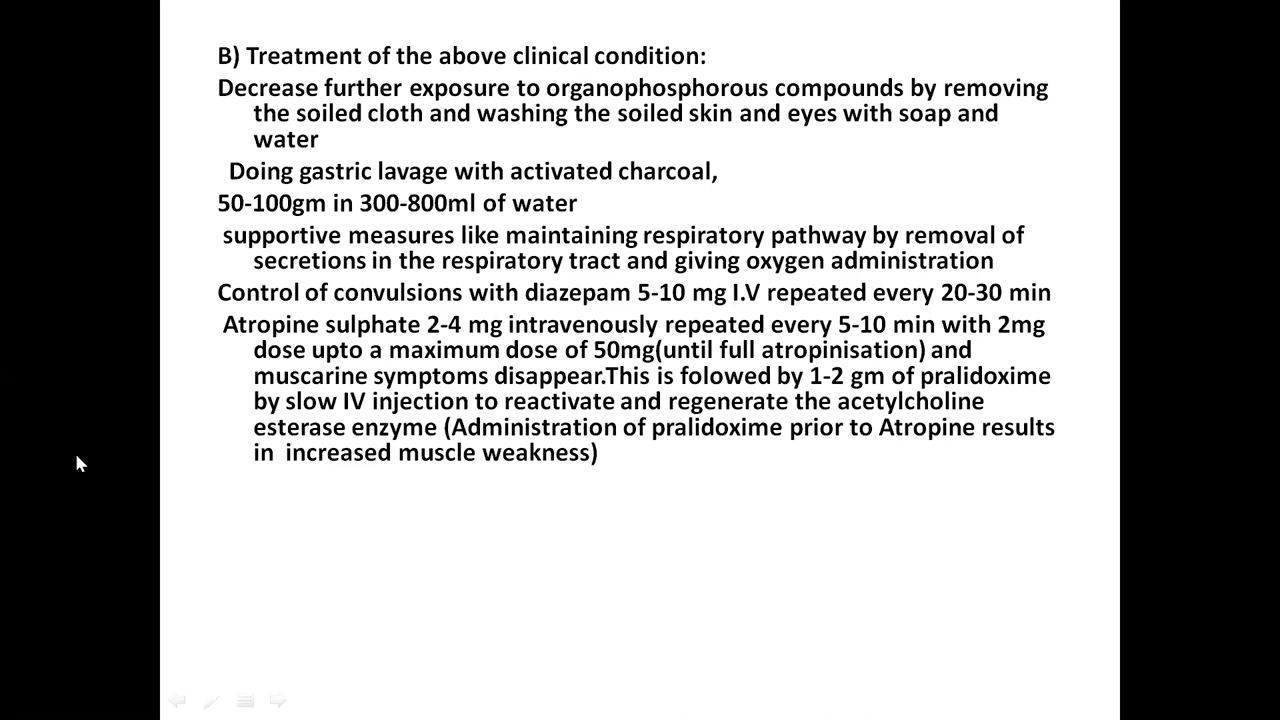 B) Treatment of the above clinical condition:
Decrease further exposure to organophosphorous compounds by removing
the soiled cloth and washing the soiled skin and eyes with soap and
water
Doing gastric lavage with activated charcoal,
50-100gm in 300-800ml of water
supportive measures like maintaining respiratory pathway by removal of
secretions in the respiratory tract and giving oxygen administration
Control of convulsions with diazepam 5-10 mg I.V repeated every 20-30 min
Atropine sulphate 2-4 mg intravenously repeated every 5-10 min with 2mg
dose upto a maximum dose of 50mg(until full atropinisation) and
muscarine symptoms disappear.This is folowed by 1-2 gm of pralidoxime
by slow IV injection to reactivate and regenerate the acetylcholine
esterase enzyme (Administration of pralidoxime prior to Atropine results
in increased muscle weakness)